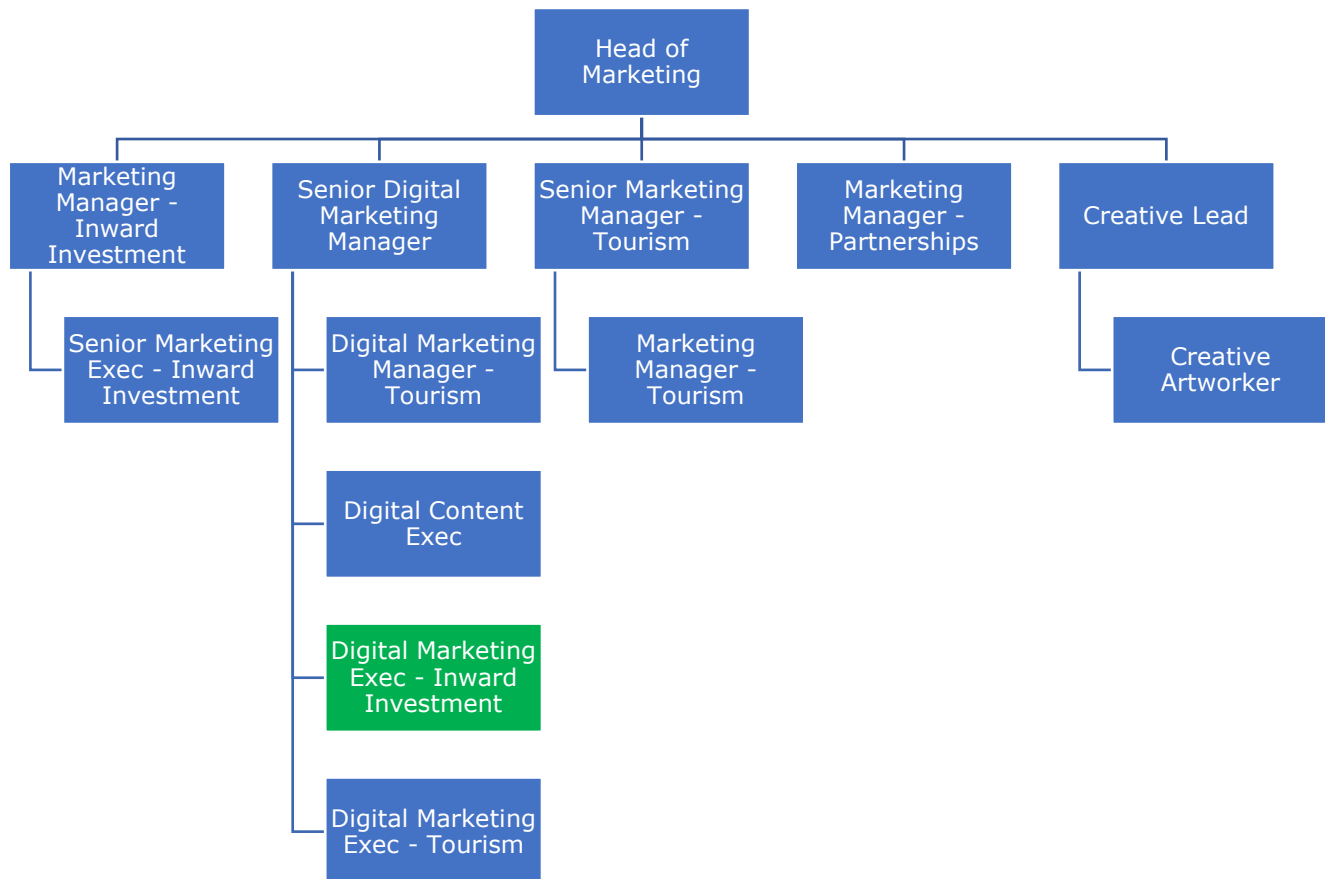 Head of
Marketing
Marketing
Manager -
Inward
Investment
Senior Digital
Marketing
Manager
Senior Marketing
Manager -
Tourism
Marketing
Manager -
Partnerships
Creative Lead
Senior Marketing
Exec - Inward
Investment
Digital Marketing
Manager -
Tourism
Marketing
Manager -
Tourism
Creative
Artworker
Digital Content
Exec
Digital Marketing
Exec - Inward
Investment
Digital Marketing
Exec - Tourism